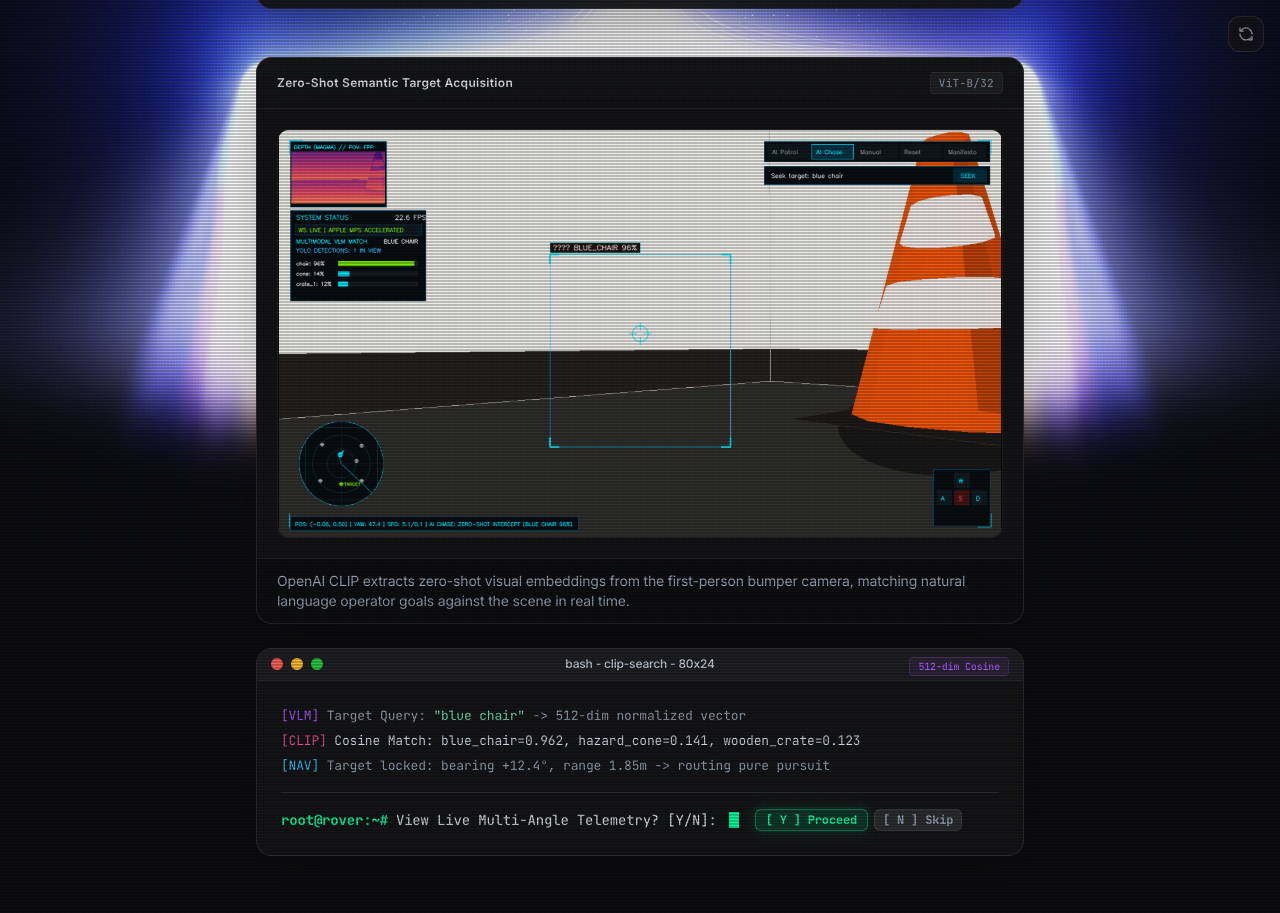 Zero-Shot Semantic Target Acquisition
ViT-B/32
DEPTH (MAGMA) // POV: FPP
AI Patrol
AI Chase
Manual
Reset
Manifesto
Seek target: blue chair
SEEK
SYSTEM STATUS
22.6 FPS
WS LIVE | APPLE MPS ACCELERATED
MULTIMODAL VLM MATCH
BLUE CHAIR
YOLO DETECTIONS: 1 IN VIEW
chair: 96%
cone: 14%
crate_1: 12%
???? BLUE_CHAIR 96%
TARGET
W
A
S
D
POS: (-0.06, 0.50) | YAW: 47.4 | SPD: 5.1/0.1 | AI CHASE: ZERO-SHOT INTERCEPT (BLUE CHAIR 96%)
OpenAI CLIP extracts zero-shot visual embeddings from the first-person bumper camera, matching natural
language operator goals against the scene in real time.
bash - clip-search - 80x24
512-dim Cosine
[VLM] Target Query: "blue chair" -> 512-dim normalized vector
[CLIP] Cosine Match: blue_chair=0.962, hazard_cone=0.141, wooden_crate=0.123
[NAV] Target locked: bearing +12.4°, range 1.85m -> routing pure pursuit
root@rover:~# View Live Multi-Angle Telemetry? [Y/N]:
[ Y ] Proceed
[ N ] Skip